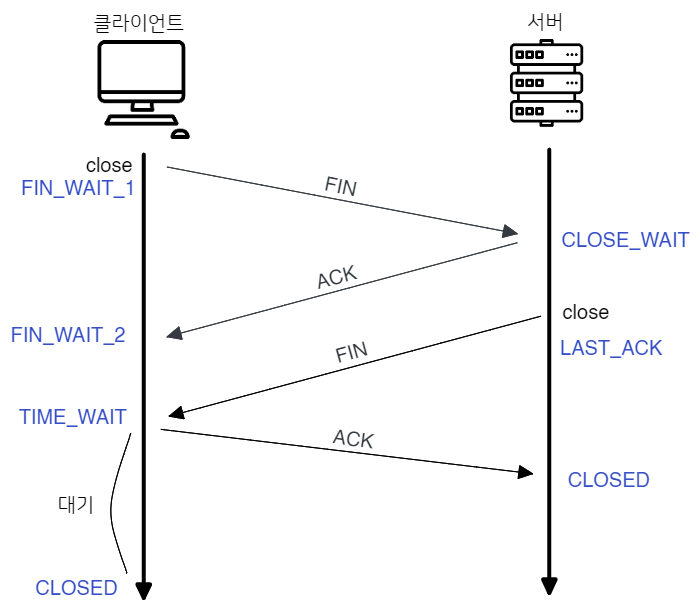 클라이언트
서버
close
FIN_WAIT_1
FIN
CLOSE_WAIT
ACK
close
FIN_WAIT_2
FIN
LAST_ACK
TIME_WAIT
ACK
CLOSED
대기
CLOSED